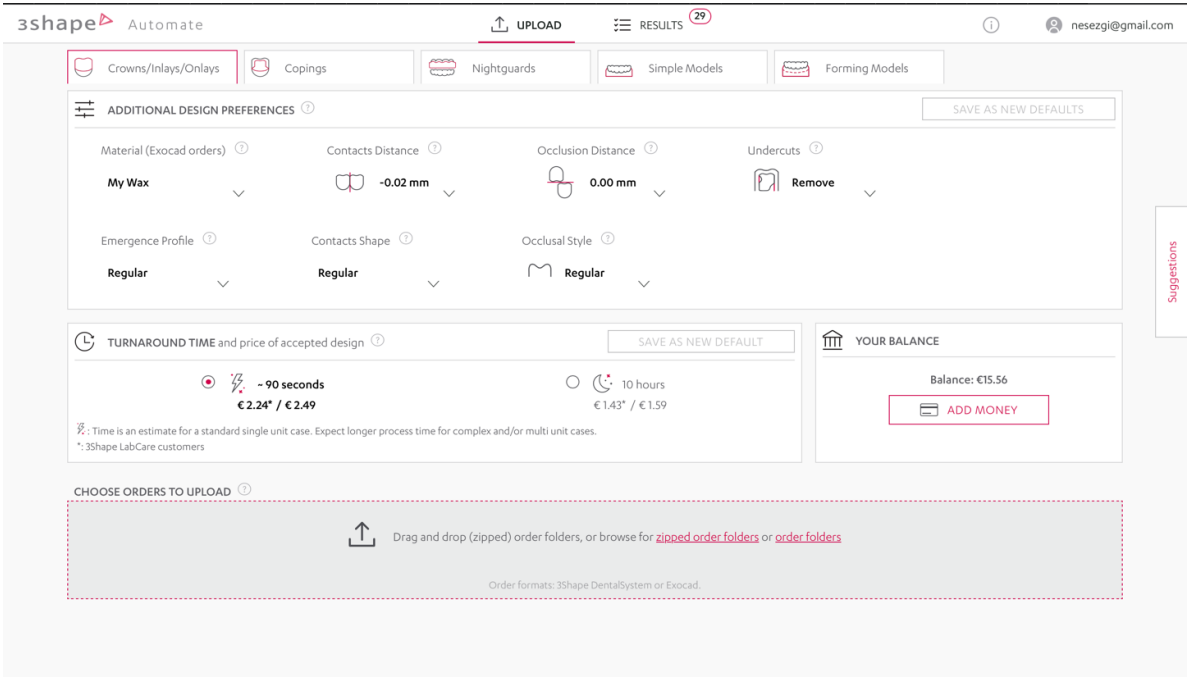 3shape Automate
UPLOAD
RESULTS 29
i
nesezgi@gmail.com
Crowns/Inlays/Onlays
Copings
Nightguards
Simple Models
Forming Models
ADDITIONAL DESIGN PREFERENCES ?
SAVE AS NEW DEFAULTS
Material (Exocad orders) ?
Contacts Distance ?
Occlusion Distance ?
Undercuts ?
My Wax
-0.02 mm
0.00 mm
Remove
Emergence Profile ?
Contacts Shape ?
Occlusal Style ?
Regular
Regular
Regular
Suggestions
TURNAROUND TIME and price of accepted design ?
SAVE AS NEW DEFAULT
~ 90 seconds
€ 2.24* / € 2.49
10 hours
€ 1.43* / € 1.59
: Time is an estimate for a standard single unit case. Expect longer process time for complex and/or multi unit cases.
*: 3Shape LabCare customers
YOUR BALANCE
Balance: €15.56
ADD MONEY
CHOOSE ORDERS TO UPLOAD ?
Drag and drop (zipped) order folders, or browse for zipped order folders or order folders
Order formats: 3Shape DentalSystem or Exocad.